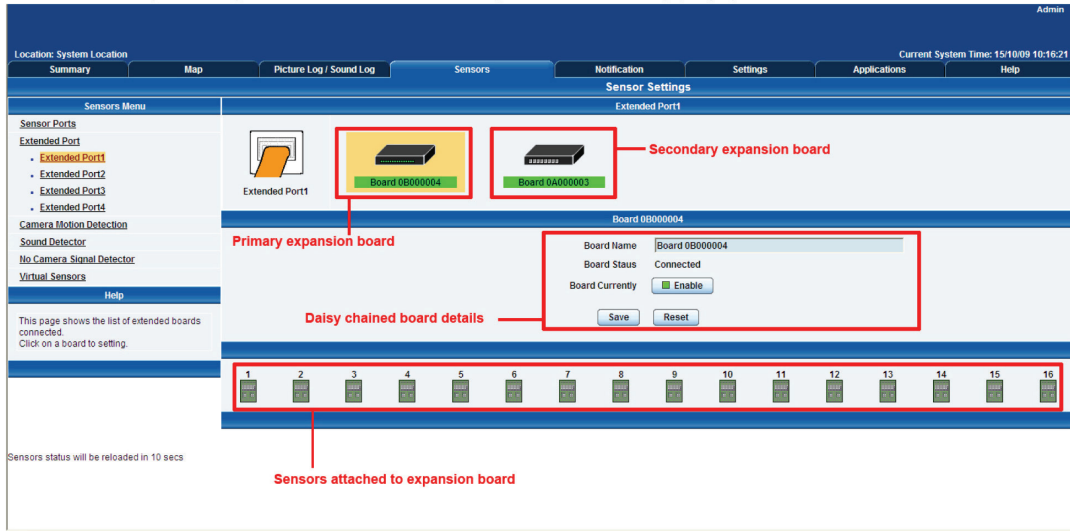 Admin
Location: System Location
Current System Time: 15/10/09 10:16:21
Summary
Map
Picture Log / Sound Log
Sensors
Notification
Settings
Applications
Help
Sensor Settings
Sensors Menu
Sensor Ports
Extended Port
Extended Port1
Extended Port2
Extended Port3
Extended Port4
Camera Motion Detection
Sound Detector
No Camera Signal Detector
Virtual Sensors
Help
This page shows the list of extended boards
connected.
Click on a board to setting.
Extended Port1
Extended Port1
Board 0B000004
Board 0A000003
Secondary expansion board
Primary expansion board
Board 0B000004
Board Name Board 0B000004
Board Staus Connected
Board Currently Enable
Save Reset
Daisy chained board details
1 2 3 4 5 6 7 8 9 10 11 12 13 14 15 16
Sensors status will be reloaded in 10 secs
Sensors attached to expansion board